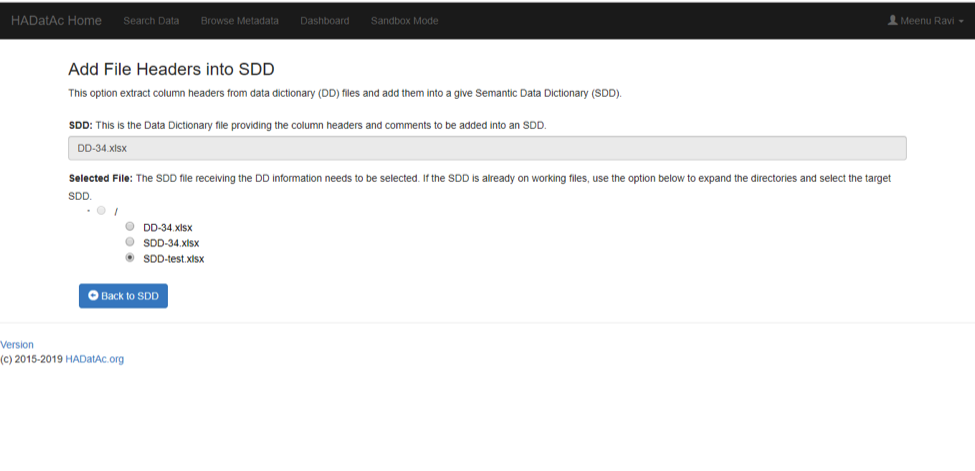 HADatAc Home Search Data Browse Metadata Dashboard Sandbox Mode Meenu Ravi
Add File Headers into SDD
This option extract column headers from data dictionary (DD) files and add them into a give Semantic Data Dictionary (SDD).
SDD: This is the Data Dictionary file providing the column headers and comments to be added into an SDD.
DD-34.xlsx
Selected File: The SDD file receiving the DD information needs to be selected. If the SDD is already on working files, use the option below to expand the directories and select the target
SDD.
- /
DD-34.xlsx
SDD-34.xlsx
SDD-test.xlsx
Back to SDD
Version
(c) 2015-2019 HADatAc.org